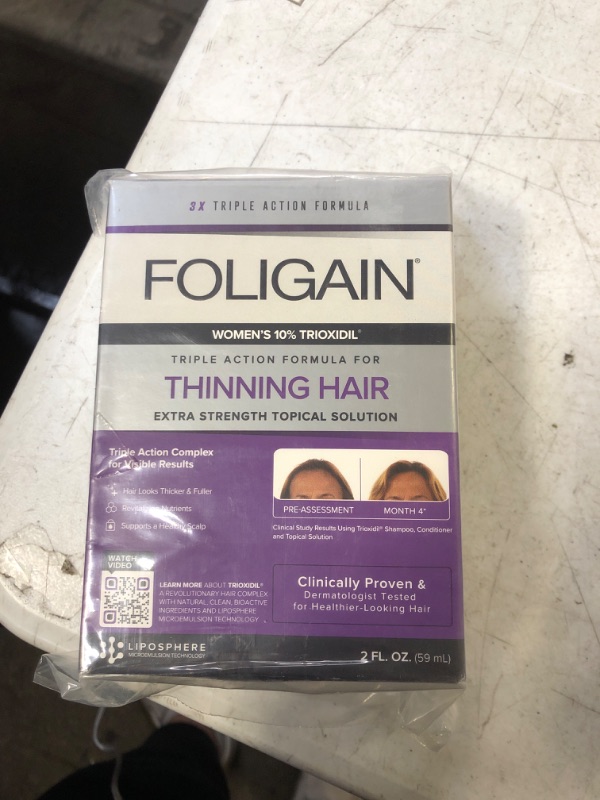 3X TRIPLE ACTION FORMULA
FOLIGAIN®
WOMEN'S 10% TRIOXIDIL®
TRIPLE ACTION FORMULA FOR
THINNING HAIR
EXTRA STRENGTH TOPICAL SOLUTION
Triple Action Complex
for Visible Results
Hair Looks Thicker & Fuller
Nutrients
Supports a Healthy Scalp
PRE-ASSESSMENT
MONTH 4*
Clinical Study Results Using Trioxidil® Shampoo, Conditioner
and Topical Solution
WATCH
VIDEO
LEARN MORE ABOUT TRIOXIDIL®
A REVOLUTIONARY HAIR COMPLEX
WITH NATURAL, CLEAN, BIOACTIVE
INGREDIENTS AND LIPOSPHERE
MICROEMULSION TECHNOLOGY
Clinically Proven &
Dermatologist Tested
for Healthier-Looking Hair
LIPOSPHERE
MICROEMULSION TECHNOLOGY
2 FL. OZ. (59 mL)